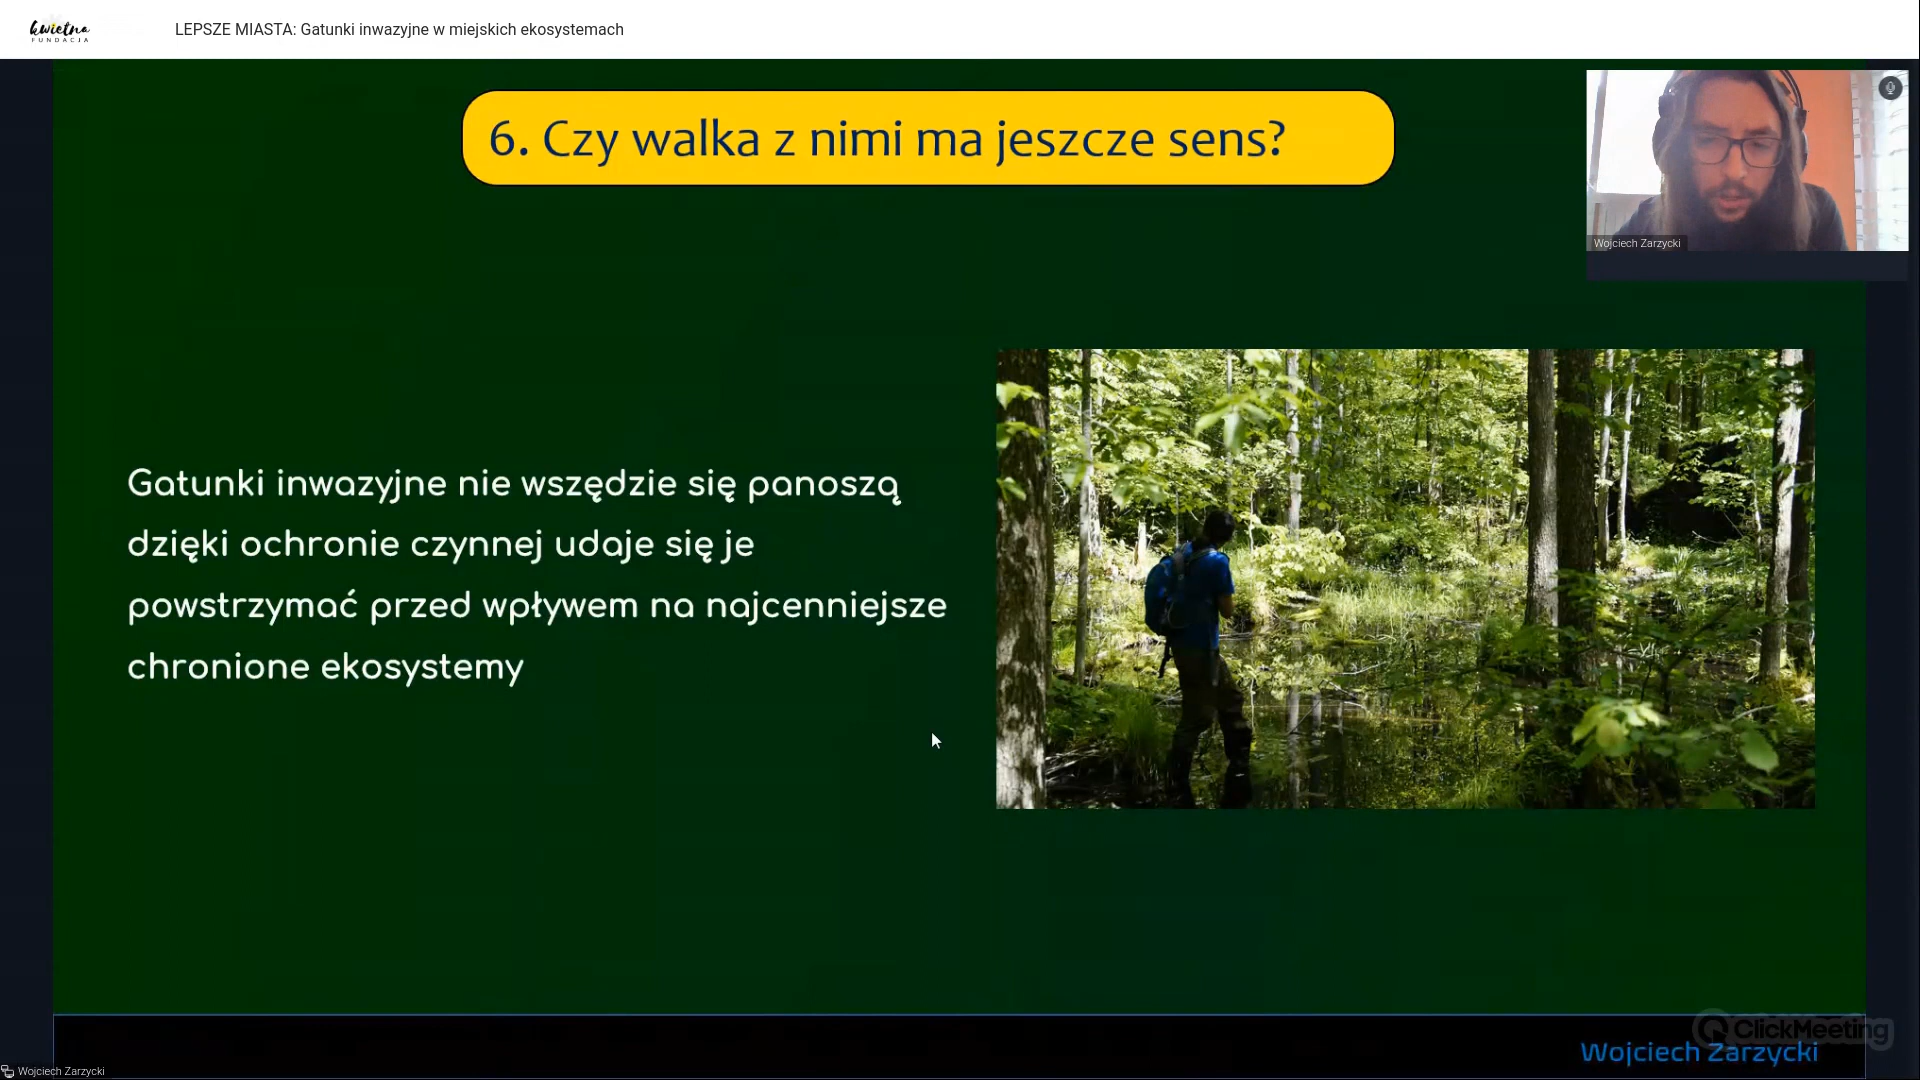 kwietna
FUNDACJA
LEPSZE MIASTA: Gatunki inwazyjne w miejskich ekosystemach
6. Czy walka z nimi ma jeszcze sens?
Wojciech Zarzycki
Gatunki inwazyjne nie wszędzie się panoszą
dzięki ochronie czynnej udaje się je
powstrzymać przed wpływem na najcenniejsze
chronione ekosystemy
ClickMeeting
Wojciech Zarzycki
Wojciech Zarzycki